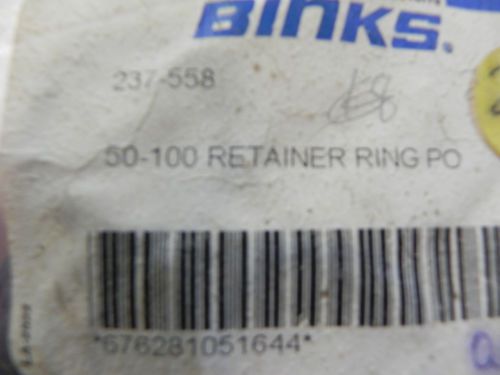 BINKS.
237-558
50-100 RETAINER RING PO
*676281051644*